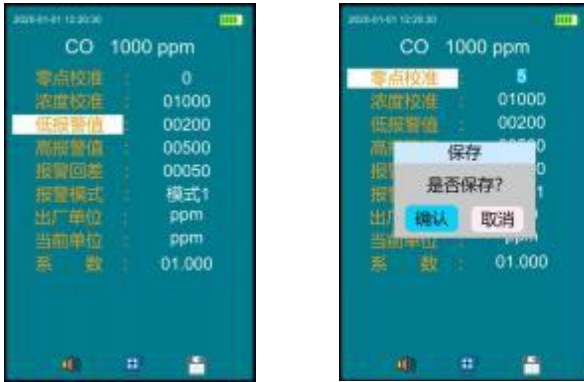 CO 1000 ppm
零点校准 : 0
浓度校准 : 01000
低报警值 : 00200
高报警值 : 00500
报警回差 : 00050
报警模式 : 模式1
出厂单位 : ppm
当前单位 : ppm
系 数 : 01.000
CO 1000 ppm
零点校准 : 5
浓度校准 : 01000
低报警值 : 00200
保存
是否保存?
确认 取消
系 数 : 01.000